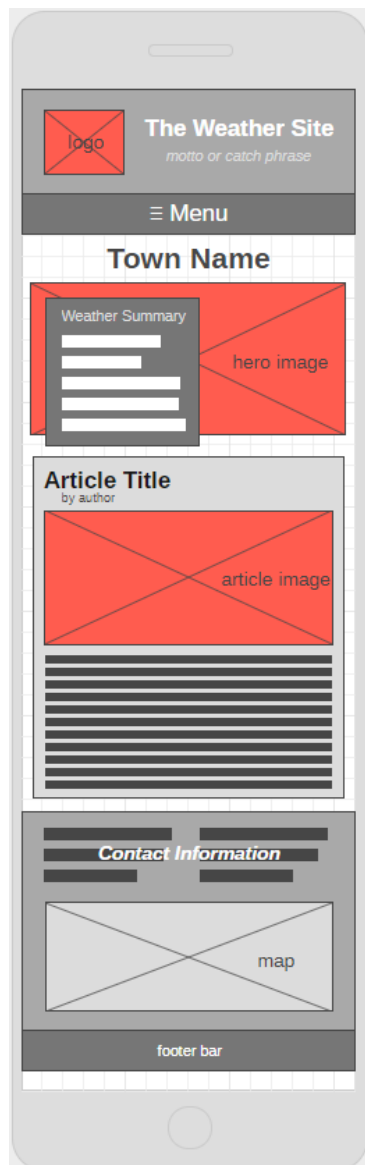 logo
The Weather Site
motto or catch phrase
☰ Menu
Town Name
Weather Summary
hero image
Article Title
by author
article image
Contact Information
map
footer bar